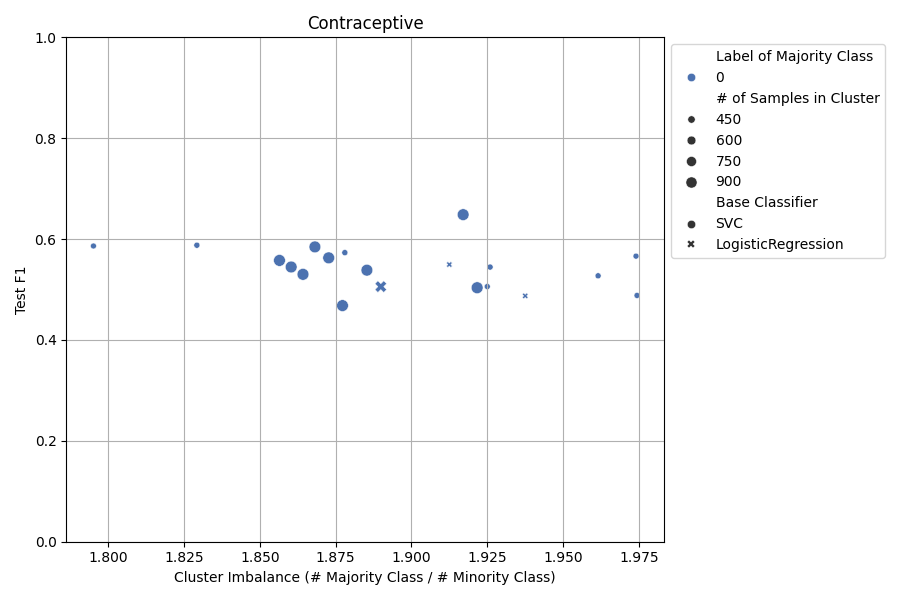 Contraceptive
1.0
0.8
0.6
0.4
0.2
0.0
Test F1
1.800
1.825
1.850
1.875
1.900
1.925
1.950
1.975
Cluster Imbalance (# Majority Class / # Minority Class)
Label of Majority Class
0
# of Samples in Cluster
450
600
750
900
Base Classifier
SVC
LogisticRegression